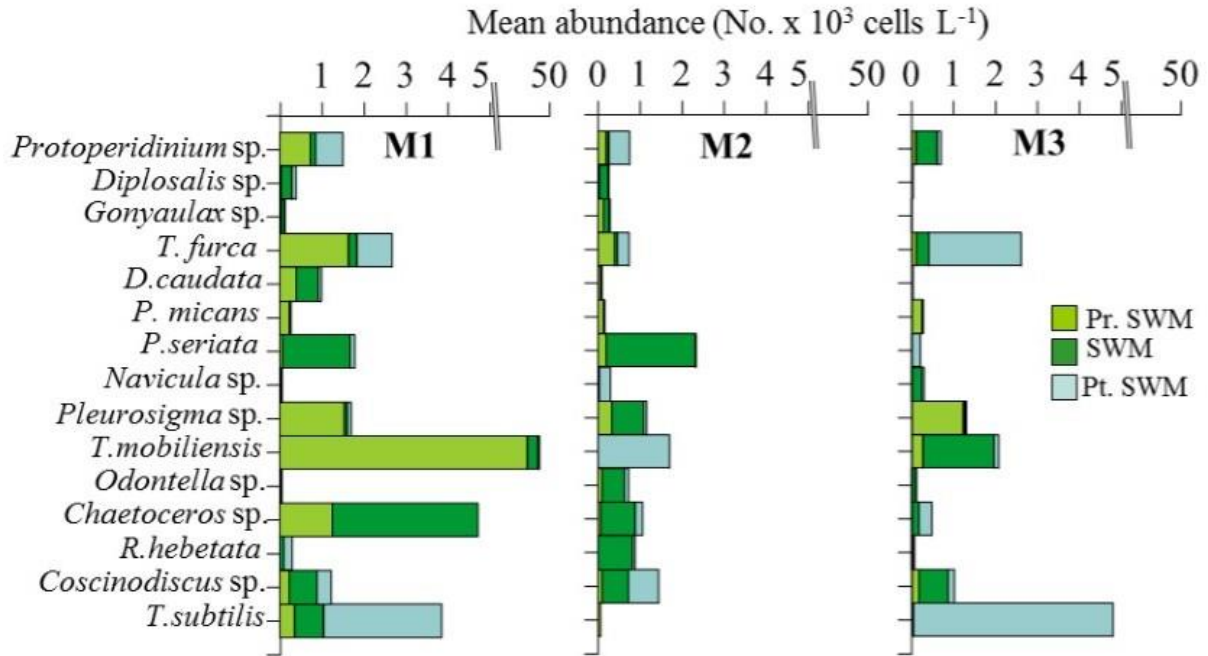 Mean abundance (No. x 10³ cells L⁻¹)
1 2 3 4 5 50 0 1 2 3 4 5 50 0 1 2 3 4 5 50
M1 M2 M3
Protoperidinium sp.
Diplosalis sp.
Gonyaulax sp.
T. furca
D.caudata
P. micans
P.seriata
Navicula sp.
Pleurosigma sp.
T.mobiliensis
Odontella sp.
Chaetoceros sp.
R.hebetata
Coscinodiscus sp.
T.subtilis
Pr. SWM
SWM
Pt. SWM